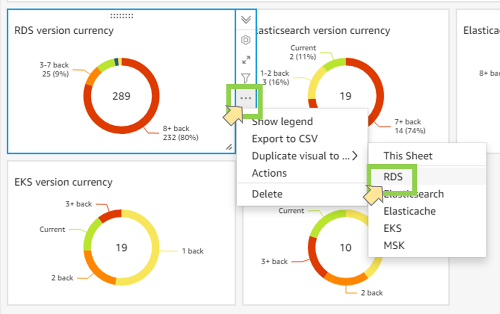 RDS version currency
3-7 back
25 (9%)
289
8+ back
232 (80%)
Elasticsearch version currency
Current
2 (11%)
1-2 back
3 (16%)
19
7+ back
14 (74%)
Elastica
8+ ba
Show legend
Export to CSV
Duplicate visual to ...
Actions
Delete
This Sheet
RDS
Elasticsearch
Elasticache
EKS
MSK
EKS version currency
3+ back
Current
19
1 back
2 back
Current
10
3+ back
2 back